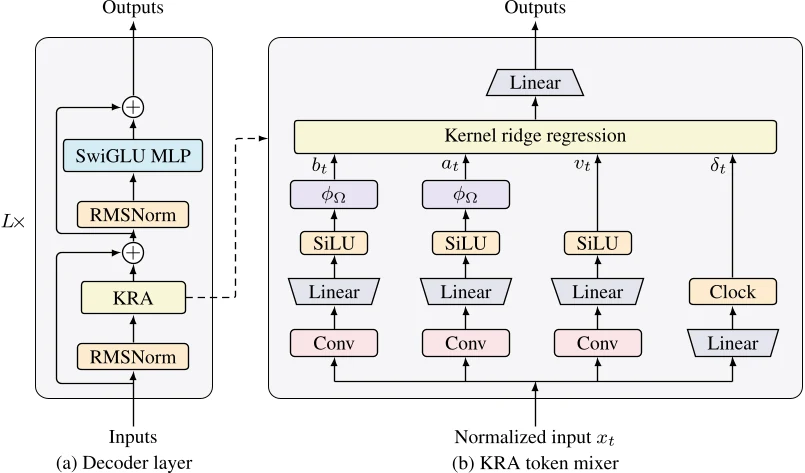 Outputs
⊕
SwiGLU MLP
RMSNorm
L×
⊕
KRA
RMSNorm
Inputs
(a) Decoder layer
Outputs
Linear
Kernel ridge regression
b_t a_t v_t δ_t
ϕ_Ω ϕ_Ω
SiLU SiLU SiLU
Linear Linear Linear Clock
Conv Conv Conv Linear
Normalized input x_t
(b) KRA token mixer